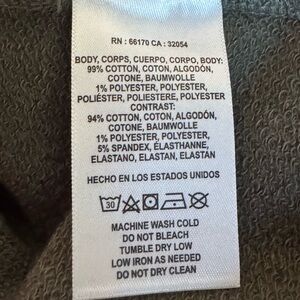 RN : 66170 CA : 32054
BODY, CORPS, CUERPO, CORPO, BODY:
99% COTTON, COTON, ALGODÓN,
COTONE, BAUMWOLLE
1% POLYESTER, POLYESTER,
POLIÉSTER, POLIESTERE, POLYESTER
CONTRAST:
94% COTTON, COTON, ALGODÓN,
COTONE, BAUMWOLLE
1% POLYESTER, POLYESTER,
5% SPANDEX, ÉLASTHANNE,
ELASTANO, ELASTAN, ELASTANE
HECHO EN LOS ESTADOS UNIDOS
30
MACHINE WASH COLD
DO NOT BLEACH
TUMBLE DRY LOW
LOW IRON AS NEEDED
DO NOT DRY CLEAN